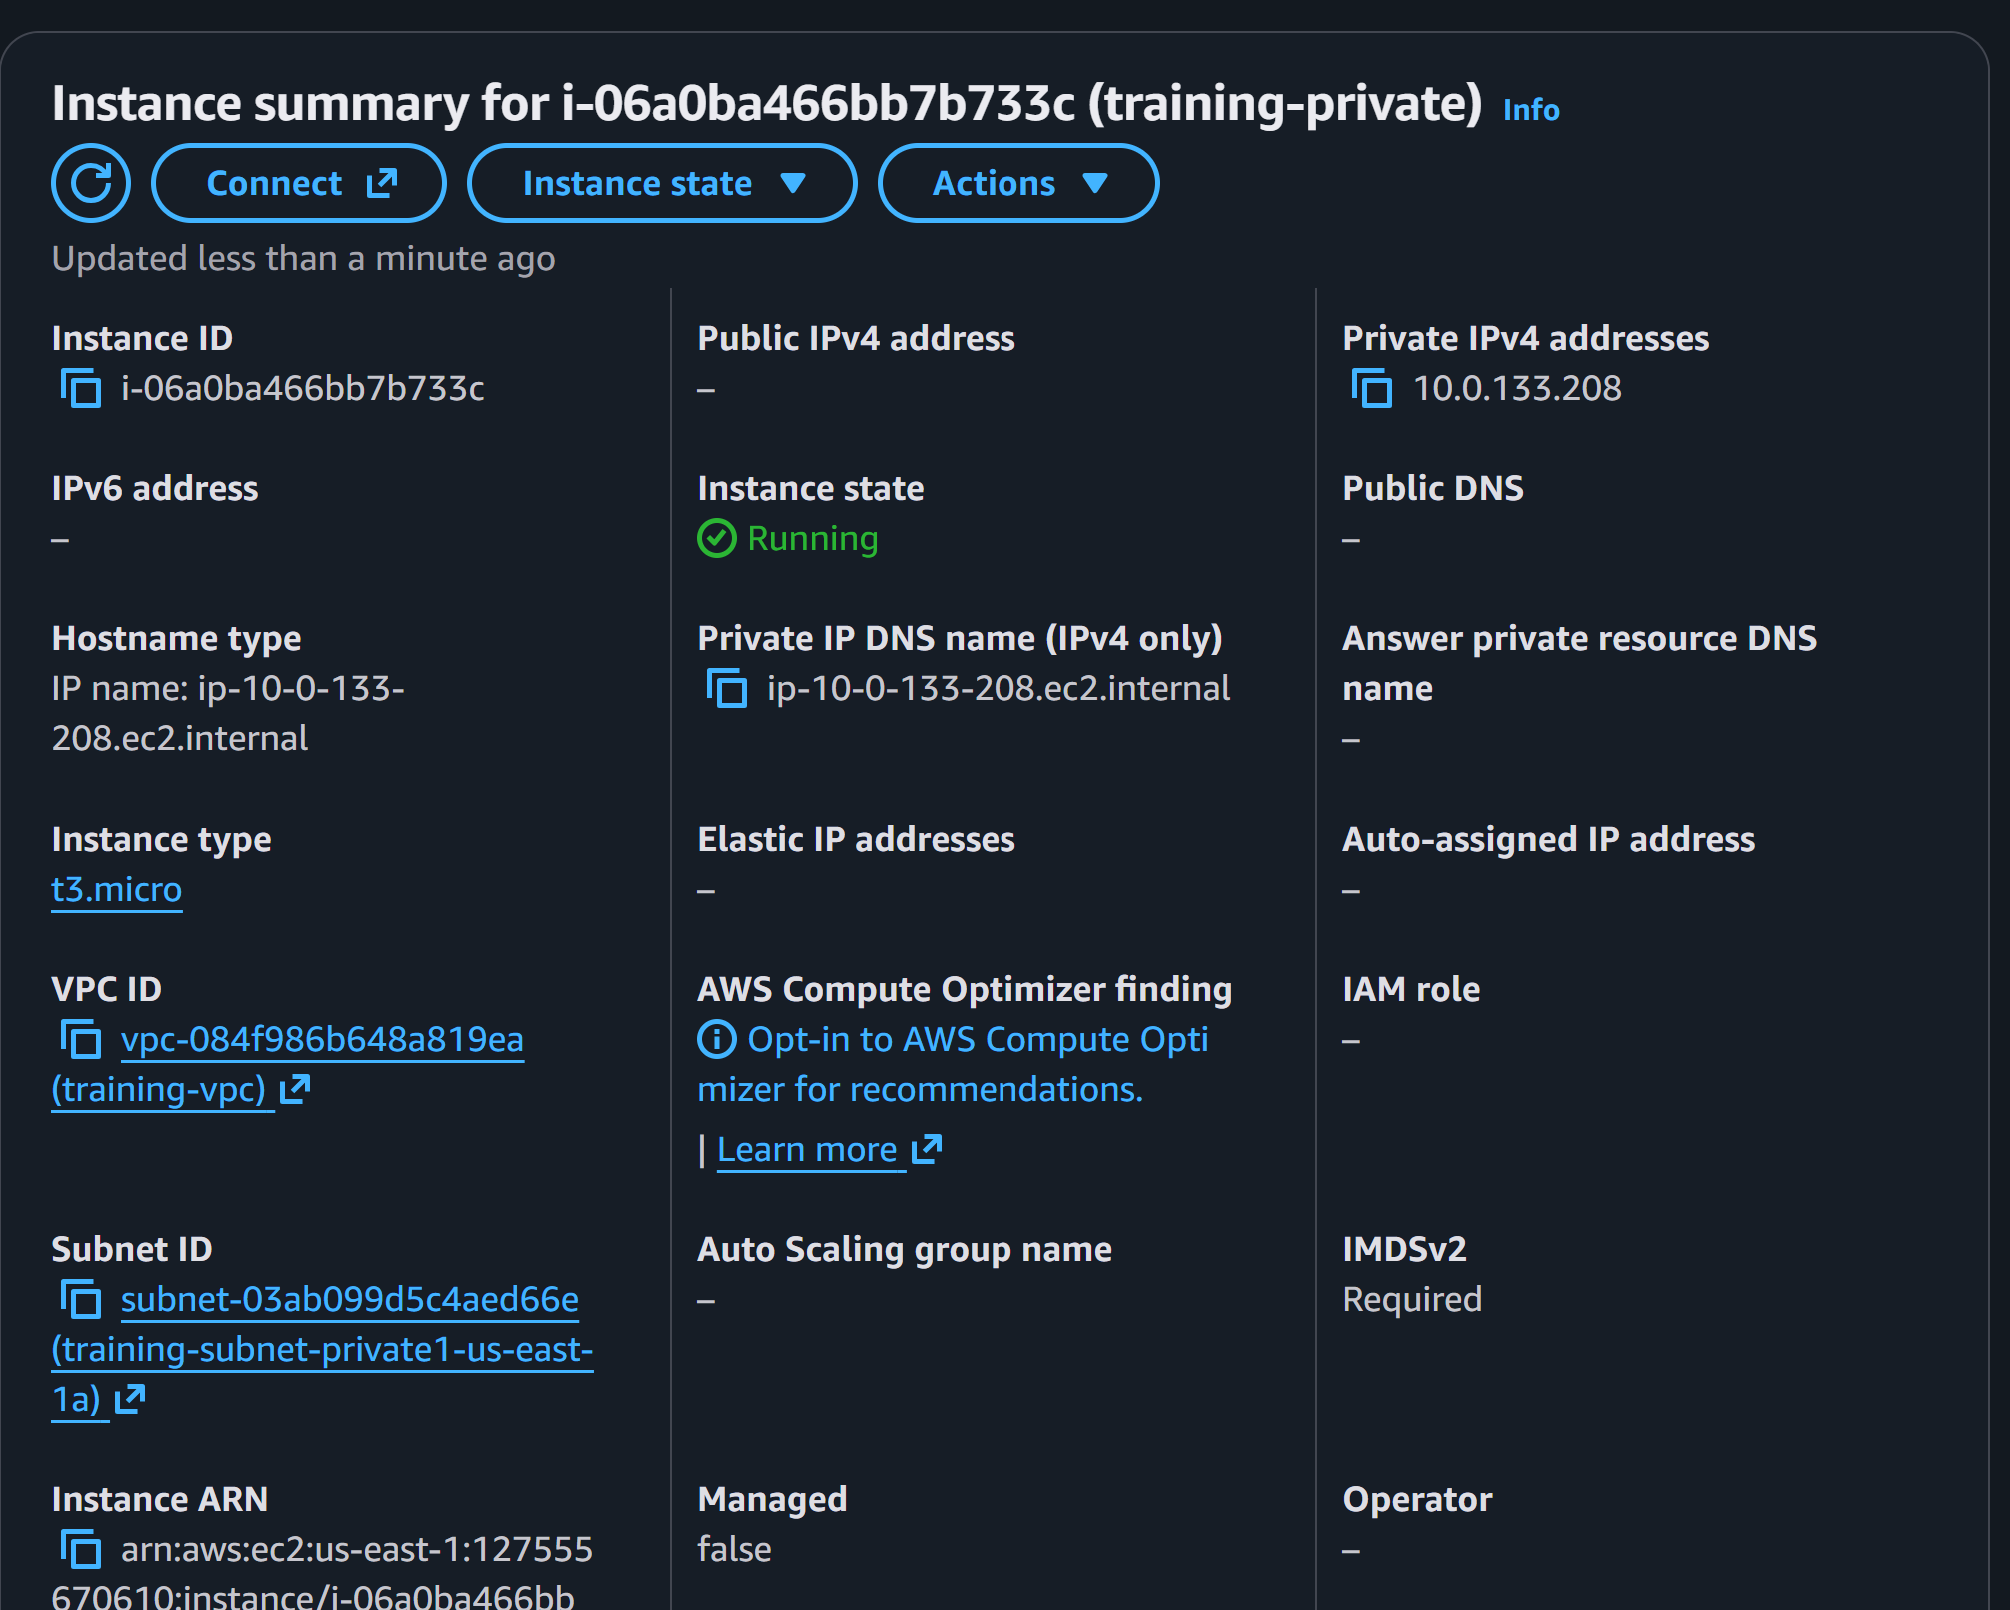 Instance summary for i-06a0ba466bb7b733c (training-private) Info
Connect
Instance state
Actions
Updated less than a minute ago
Instance ID
i-06a0ba466bb7b733c
Public IPv4 address
–
Private IPv4 addresses
10.0.133.208
IPv6 address
–
Instance state
Running
Public DNS
–
Hostname type
IP name: ip-10-0-133-
208.ec2.internal
Private IP DNS name (IPv4 only)
ip-10-0-133-208.ec2.internal
Answer private resource DNS
name
–
Instance type
t3.micro
Elastic IP addresses
–
Auto-assigned IP address
–
VPC ID
vpc-084f986b648a819ea
(training-vpc)
AWS Compute Optimizer finding
Opt-in to AWS Compute Opti
mizer for recommendations.
| Learn more
IAM role
–
Subnet ID
subnet-03ab099d5c4aed66e
(training-subnet-private1-us-east-
1a)
Auto Scaling group name
–
IMDSv2
Required
Instance ARN
arn:aws:ec2:us-east-1:127555
670610:instance/i-06a0ba466bb
Managed
false
Operator
–